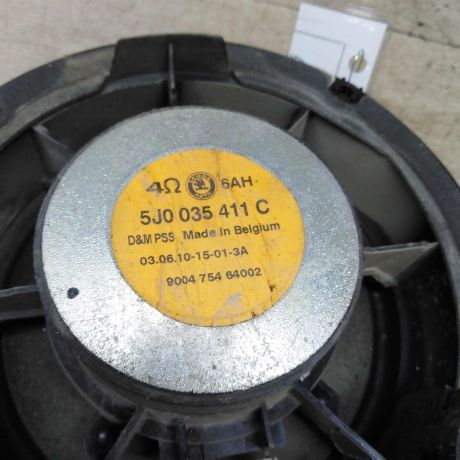 4Ω 6AH
5J0 035 411 C
D&M PSS Made in Belgium
03.06.10-15-01-3A
9004 754 64002